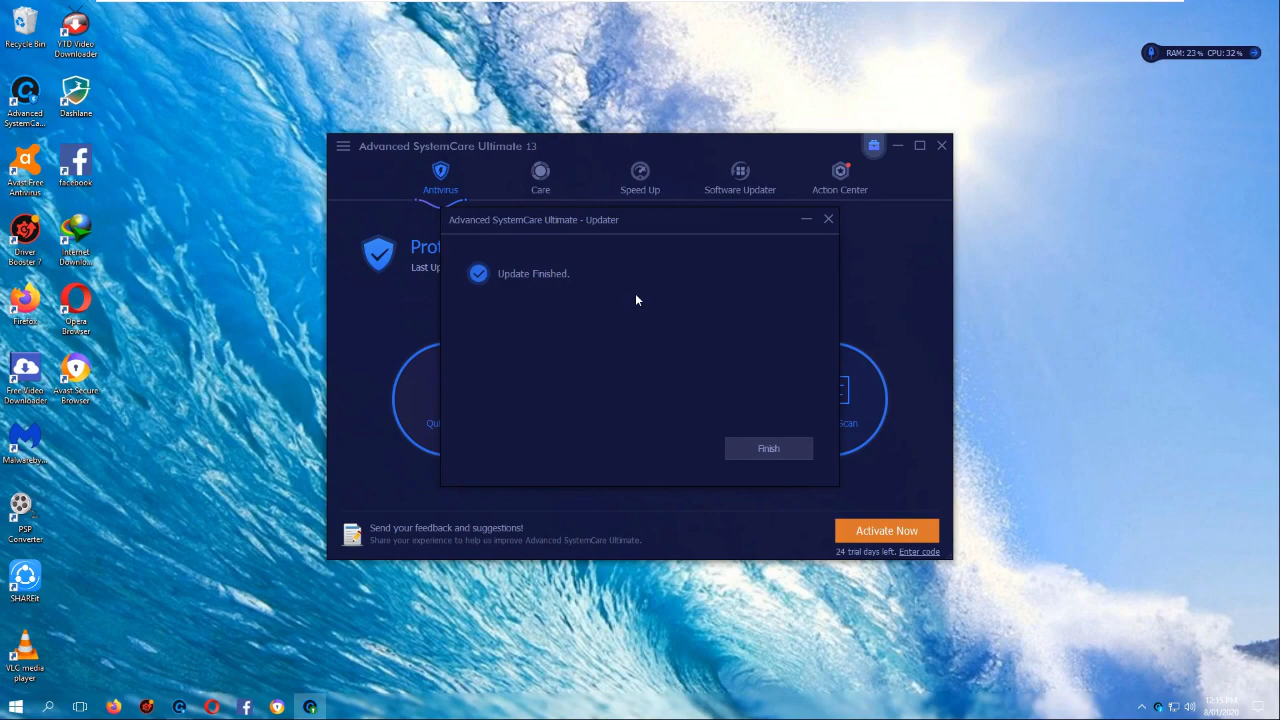 Recycle Bin
YTD Video
Downloader
Advanced
SystemCa...
Dashlane
Avast Free
Antivirus
facebook
Driver
Booster 7
Internet
Downlo...
Firefox
Opera
Browser
Free Video
Downloader
Avast Secure
Browser
Malwareby...
PSP
Converter
SHAREit
VLC media
player
RAM: 23% CPU: 32%
Advanced SystemCare Ultimate 13
Antivirus
Care
Speed Up
Software Updater
Action Center
Advanced SystemCare Ultimate - Updater
Prot
Last Up
Update Finished.
Qui
Scan
Finish
Send your feedback and suggestions!
Share your experience to help us improve Advanced SystemCare Ultimate.
Activate Now
24 trial days left. Enter code
12:15 PM
8/01/2020